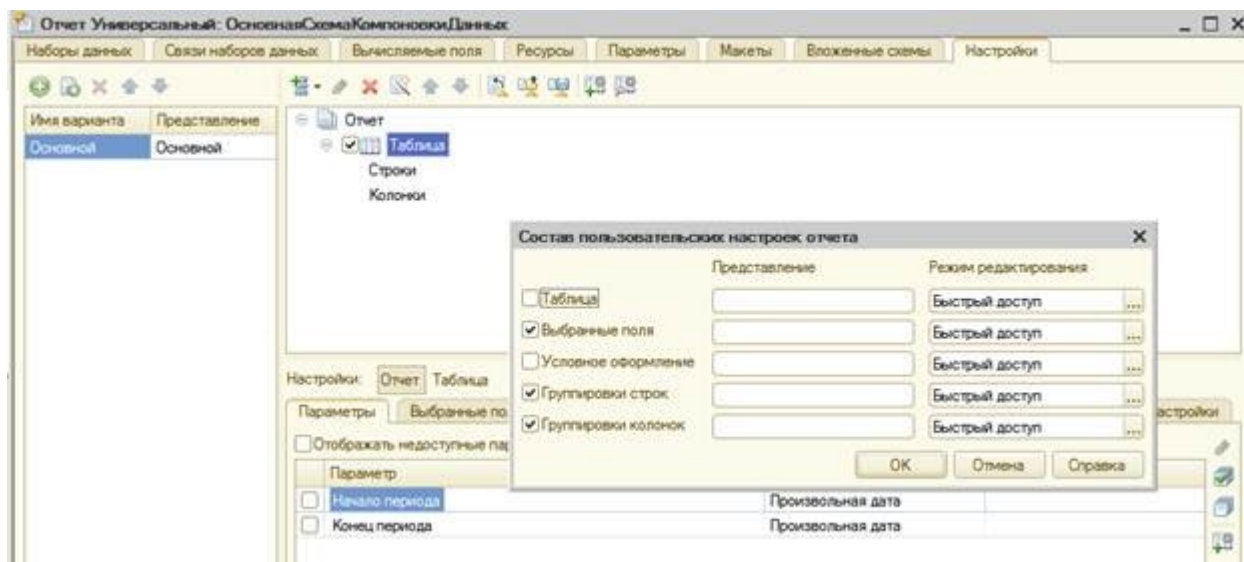 Отчет Универсальный: ОсновнаяСхемаКомпоновкиДанных
Наборы данных Связи наборов данных Вычисляемые поля Ресурсы Параметры Макеты Вложенные схемы Настройки
Имя варианта Представление
Основной Основной
Отчет
Таблица
Строки
Колонки
Состав пользовательских настроек отчета
Представление Режим редактирования
Таблица Быстрый доступ ...
Выбранные поля Быстрый доступ ...
Условное оформление Быстрый доступ ...
Группировки строк Быстрый доступ ...
Группировки колонок Быстрый доступ ...
OK Отмена Справка
Настройки: Отчет Таблица
Параметры Выбранные по астройки
Отображать недоступные пар
Параметр
Начало периода Произвольная дата
Конец периода Произвольная дата